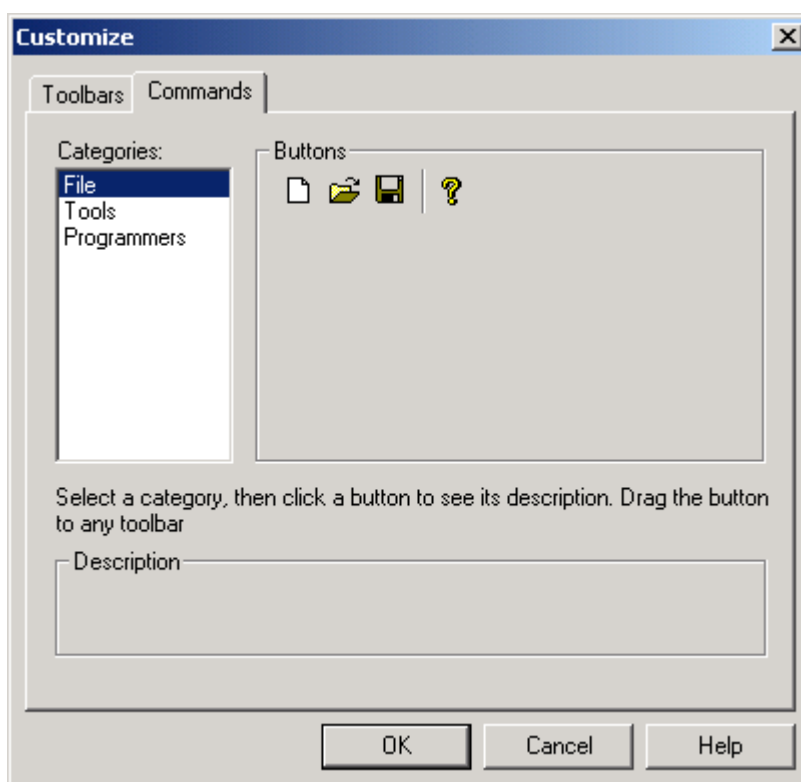 Customize
Toolbars
Commands
Categories:
Buttons
File
Tools
Programmers
Select a category, then click a button to see its description. Drag the button
to any toolbar
Description
OK
Cancel
Help